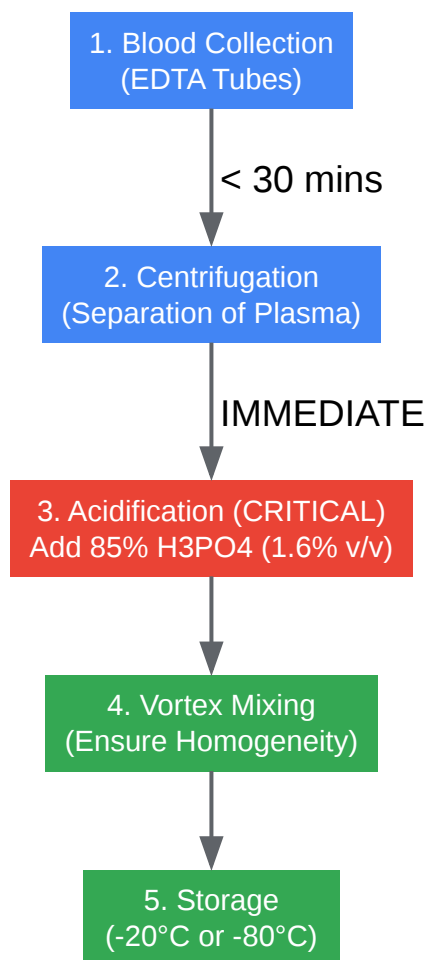 1. Blood Collection
(EDTA Tubes)
< 30 mins
2. Centrifugation
(Separation of Plasma)
IMMEDIATE
3. Acidification (CRITICAL)
Add 85% H3PO4 (1.6% v/v)
4. Vortex Mixing
(Ensure Homogeneity)
5. Storage
(-20°C or -80°C)